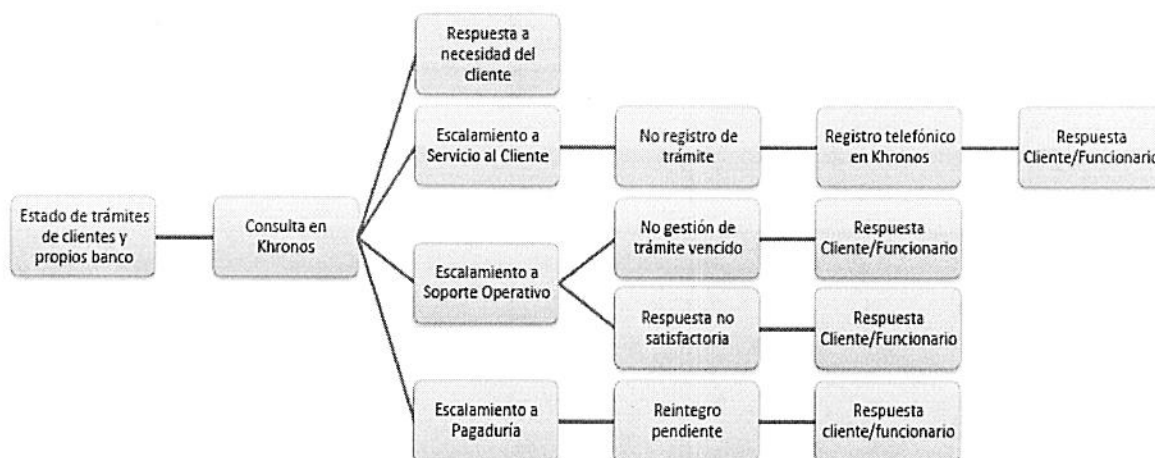 Respuesta a
necesidad del
cliente
Escalamiento a
Servicio al Cliente
No registro de
trámite
Registro telefónico
en Khronos
Respuesta
Cliente/Funcionario
Estado de trámites
de clientes y
propios banco
Consulta en
Khronos
No gestión de
trámite vencido
Respuesta
Cliente/Funcionario
Escalamiento a
Soporte Operativo
Respuesta no
satisfactoria
Respuesta
Cliente/Funcionario
Escalamiento a
Pagaduría
Reintegro
pendiente
Respuesta
cliente/funcionario